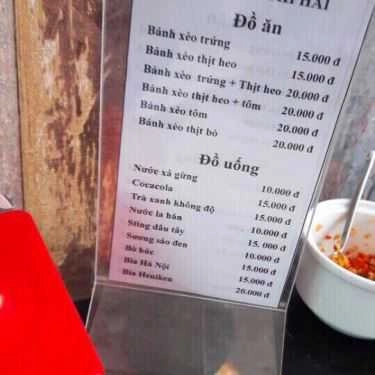 HẢI
Đồ ăn
Bánh xèo trứng 15.000 đ
Bánh xèo thịt heo 15.000 đ
Bánh xèo trứng + Thịt heo 20.000 đ
Bánh xèo thịt heo + tôm 20.000 đ
Bánh xèo tôm 20.000 đ
Bánh xèo thịt bò 20.000 đ
Đồ uống
Nước xả gừng 10.000 đ
Cocacola 15.000 đ
Trà xanh không độ 15.000 đ
Nước la hán 10.000 đ
Sting dâu tây 15. 000 đ
Sương sáo đen 10.000 đ
Bò húc 15.000 đ
Bia Hà Nội 15.000 đ
Bia Heniken 20.000 đ